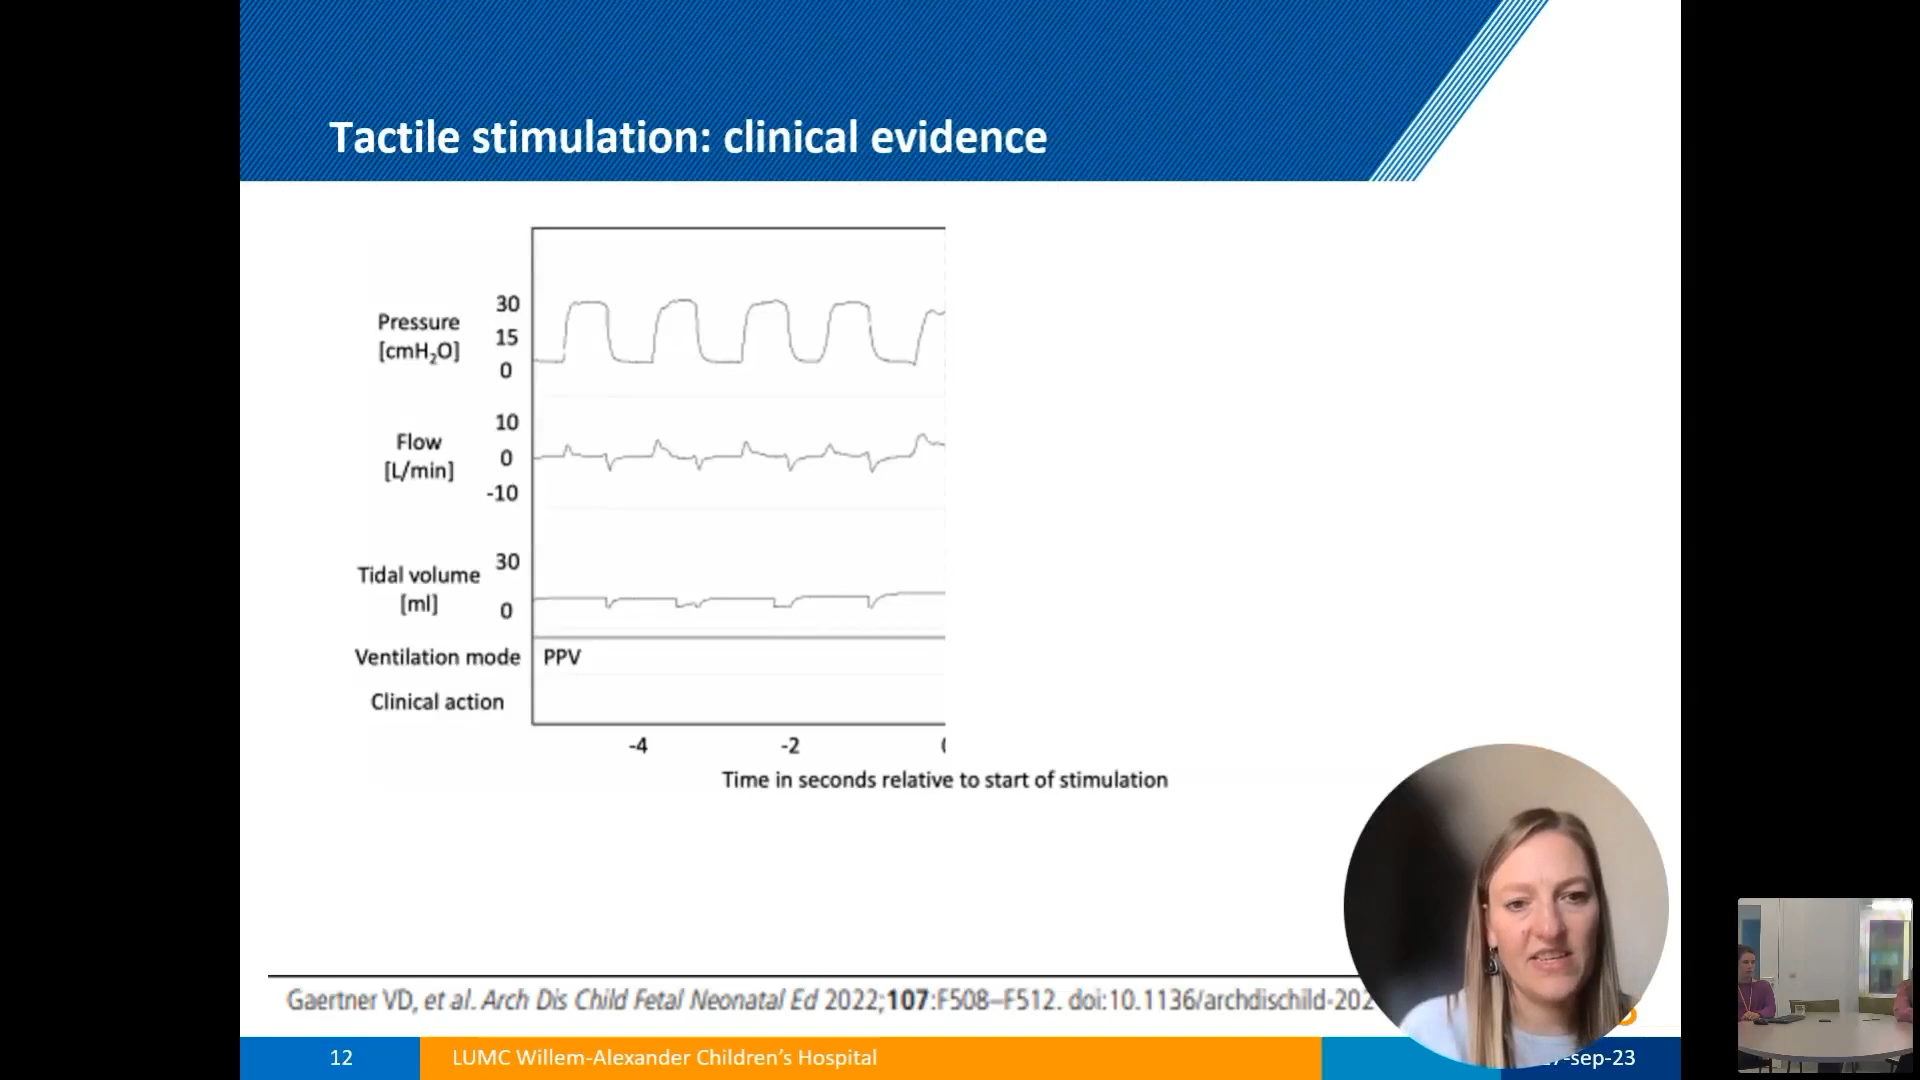 Tactile stimulation: clinical evidence
Pressure
[cmH₂O]
30
15
0
Flow
[L/min]
10
0
-10
Tidal volume
[ml]
30
0
Ventilation mode PPV
Clinical action
-4 -2
Time in seconds relative to start of stimulation
Gaertner VD, et al. Arch Dis Child Fetal Neonatal Ed 2022;107:F508–F512. doi:10.1136/archdischild-202
12 LUMC Willem-Alexander Children's Hospital 7-sep-23